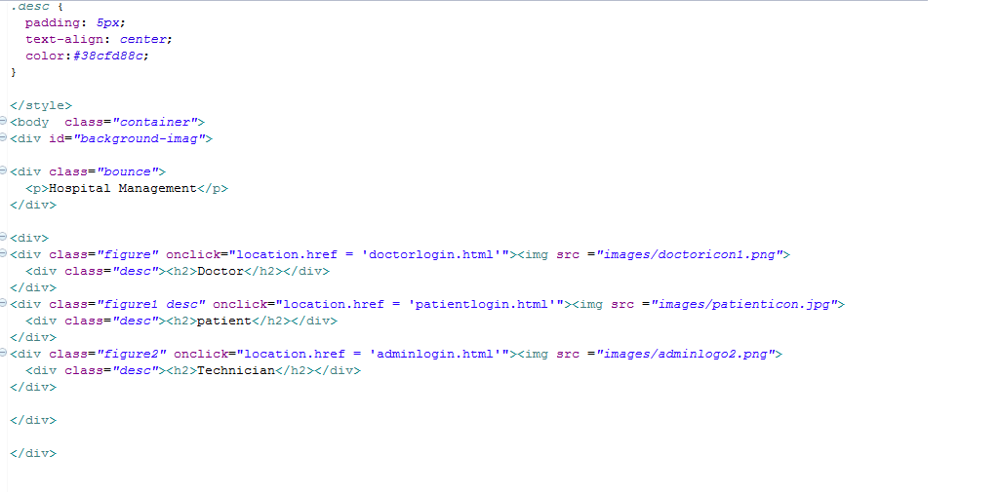 .desc {
padding: 5px;
text-align: center;
color:#38cfd88c;
}
</style>
<body  class="container">
<div id="background-imag">
<div class="bounce">
<p>Hospital Management</p>
</div>
<div>
<div class="figure" onclick="location.href = 'doctorlogin.html'"><img src ="images/doctoricon1.png">
<div class="desc"><h2>Doctor</h2></div>
</div>
<div class="figure1 desc" onclick="location.href = 'patientlogin.html'"><img src ="images/patienticon.jpg">
<div class="desc"><h2>patient</h2></div>
</div>
<div class="figure2" onclick="location.href = 'adminlogin.html'"><img src ="images/adminlogo2.png">
<div class="desc"><h2>Technician</h2></div>
</div>
</div>
</div>